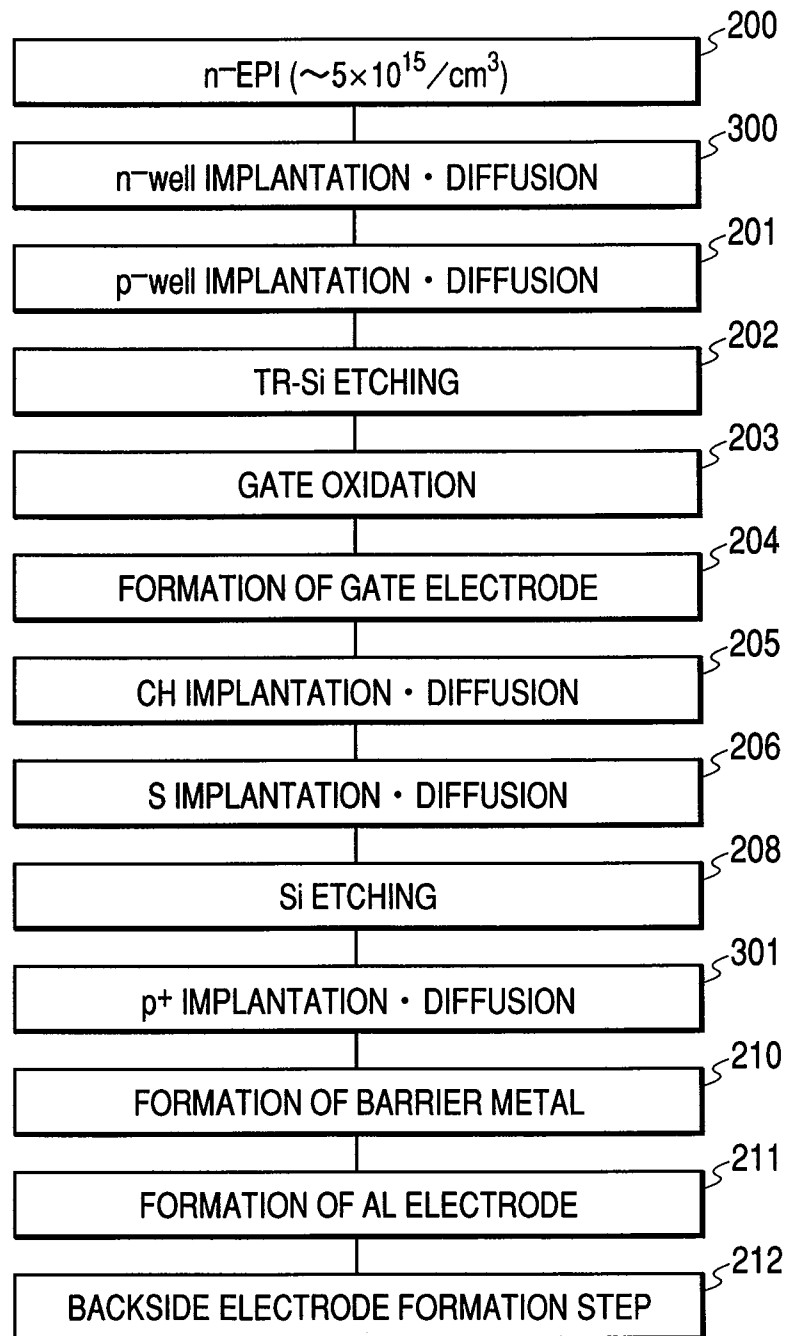 200
n⁻EPI (～5×10¹⁵/cm³)
300
n⁻well IMPLANTATION・DIFFUSION
201
p⁻well IMPLANTATION・DIFFUSION
202
TR-Si ETCHING
203
GATE OXIDATION
204
FORMATION OF GATE ELECTRODE
205
CH IMPLANTATION・DIFFUSION
206
S IMPLANTATION・DIFFUSION
208
Si ETCHING
301
p⁺ IMPLANTATION・DIFFUSION
210
FORMATION OF BARRIER METAL
211
FORMATION OF AL ELECTRODE
212
BACKSIDE ELECTRODE FORMATION STEP